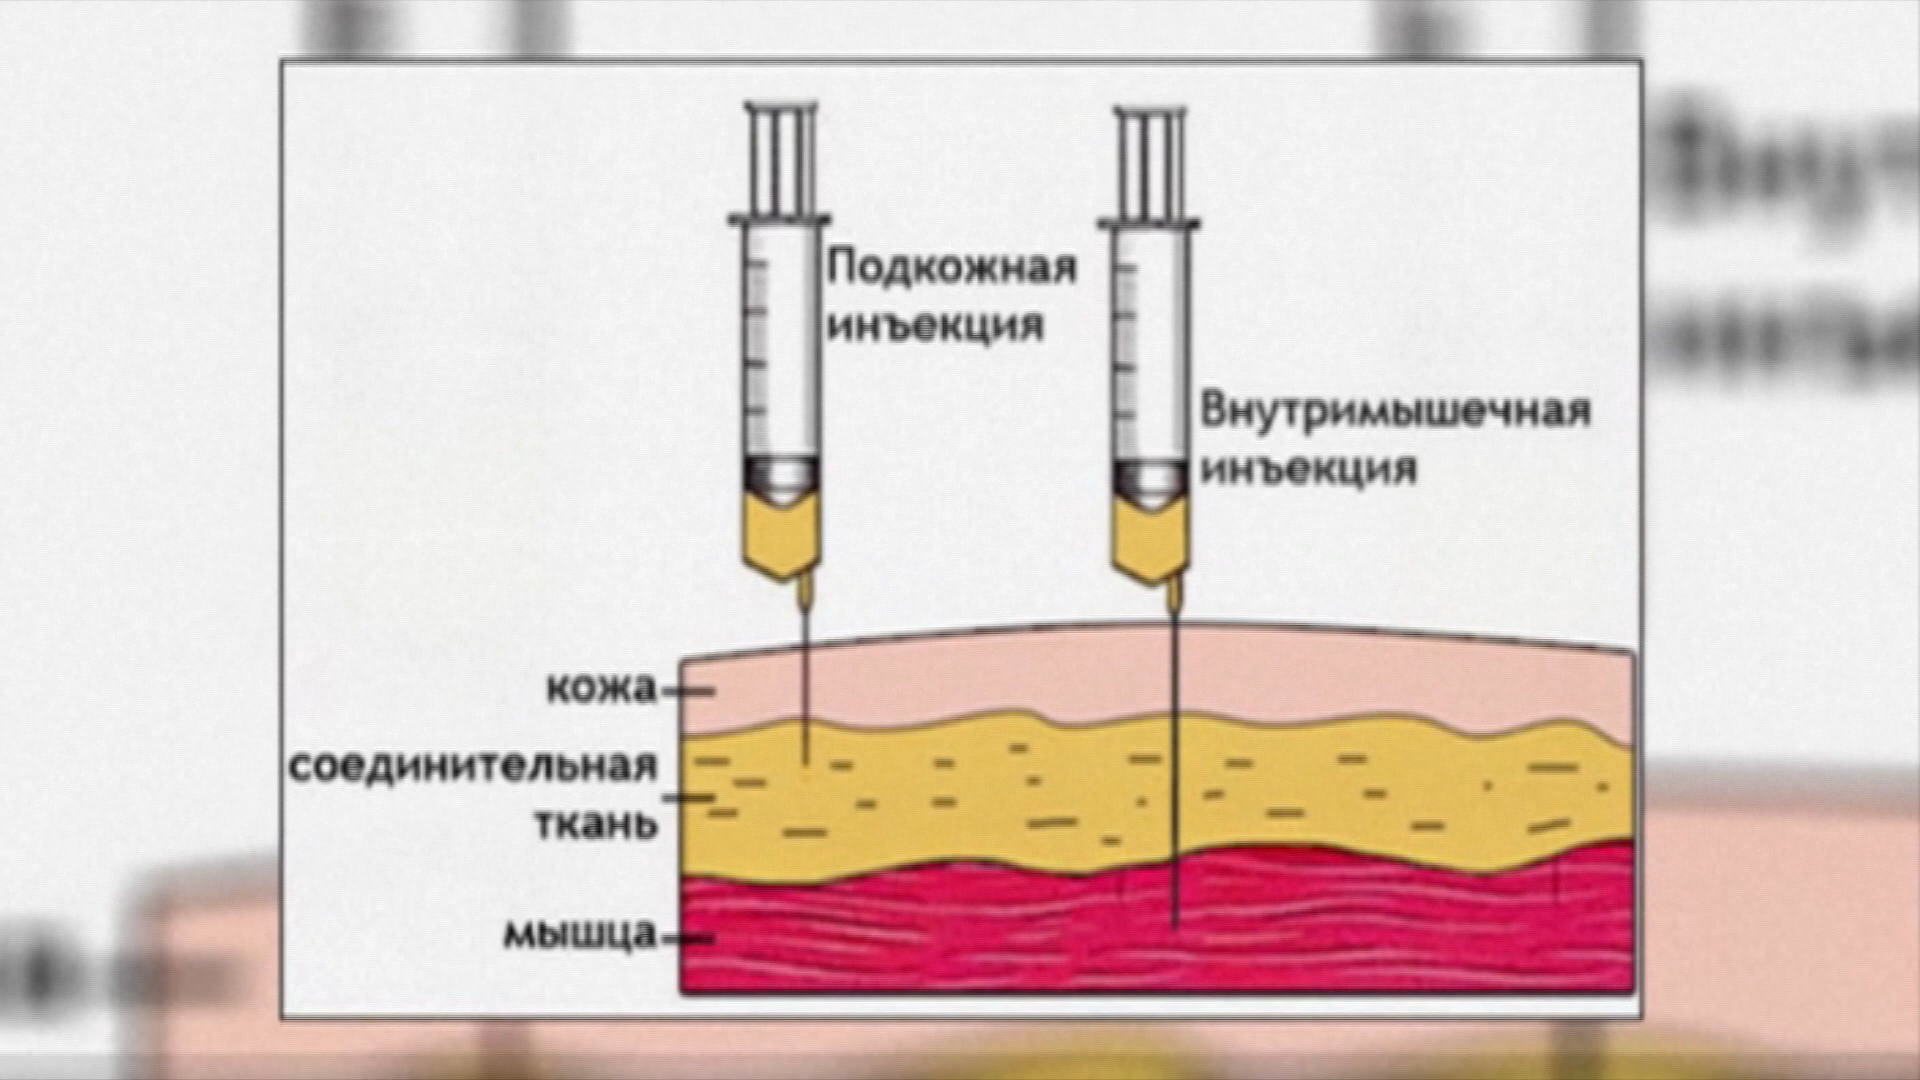 Подкожная
инъекция
Внутримышечная
инъекция
кожа
соединительная
ткань
мышца